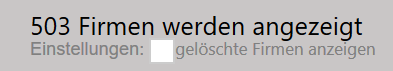 503 Firmen werden angezeigt
Einstellungen: gelöschte Firmen anzeigen